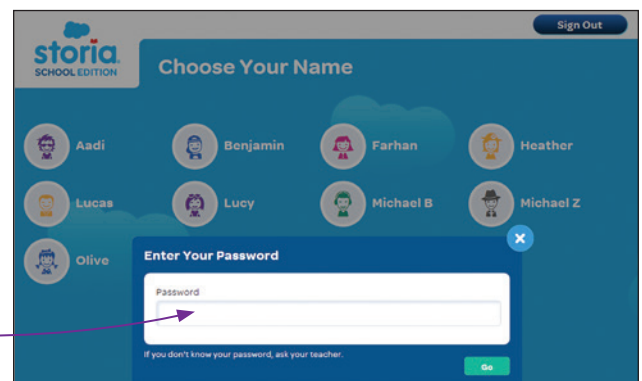 Sign Out
storia
SCHOOL EDITION
Choose Your Name
Aadi
Benjamin
Farhan
Heather
Lucas
Lucy
Michael B
Michael Z
Olive
Enter Your Password
Password
If you don't know your password, ask your teacher.
Go